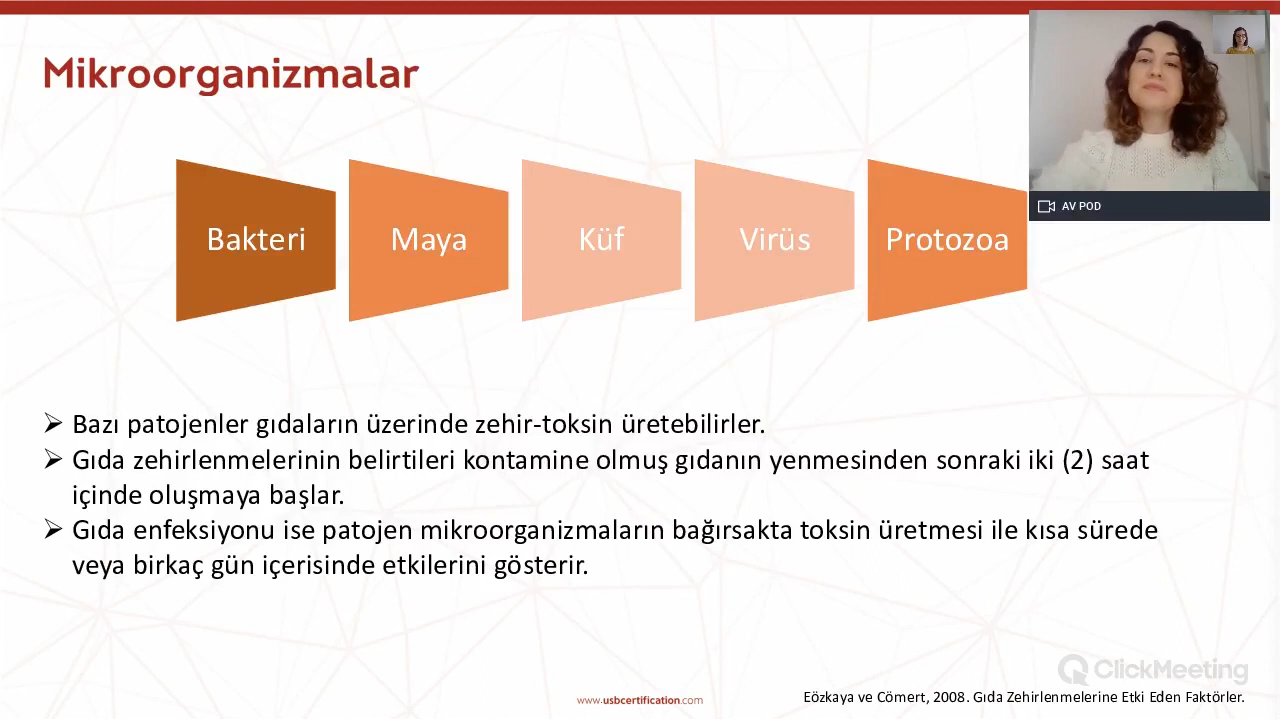 Mikroorganizmalar
Bakteri
Maya
Küf
Virüs
Protozoa
AV POD
➢ Bazı patojenler gıdaların üzerinde zehir-toksin üretebilirler.
➢ Gıda zehirlenmelerinin belirtileri kontamine olmuş gıdanın yenmesinden sonraki iki (2) saat
içinde oluşmaya başlar.
➢ Gıda enfeksiyonu ise patojen mikroorganizmaların bağırsakta toksin üretmesi ile kısa sürede
veya birkaç gün içerisinde etkilerini gösterir.
ClickMeeting
www.usbcertification.com
Eözkaya ve Cömert, 2008. Gıda Zehirlenmelerine Etki Eden Faktörler.